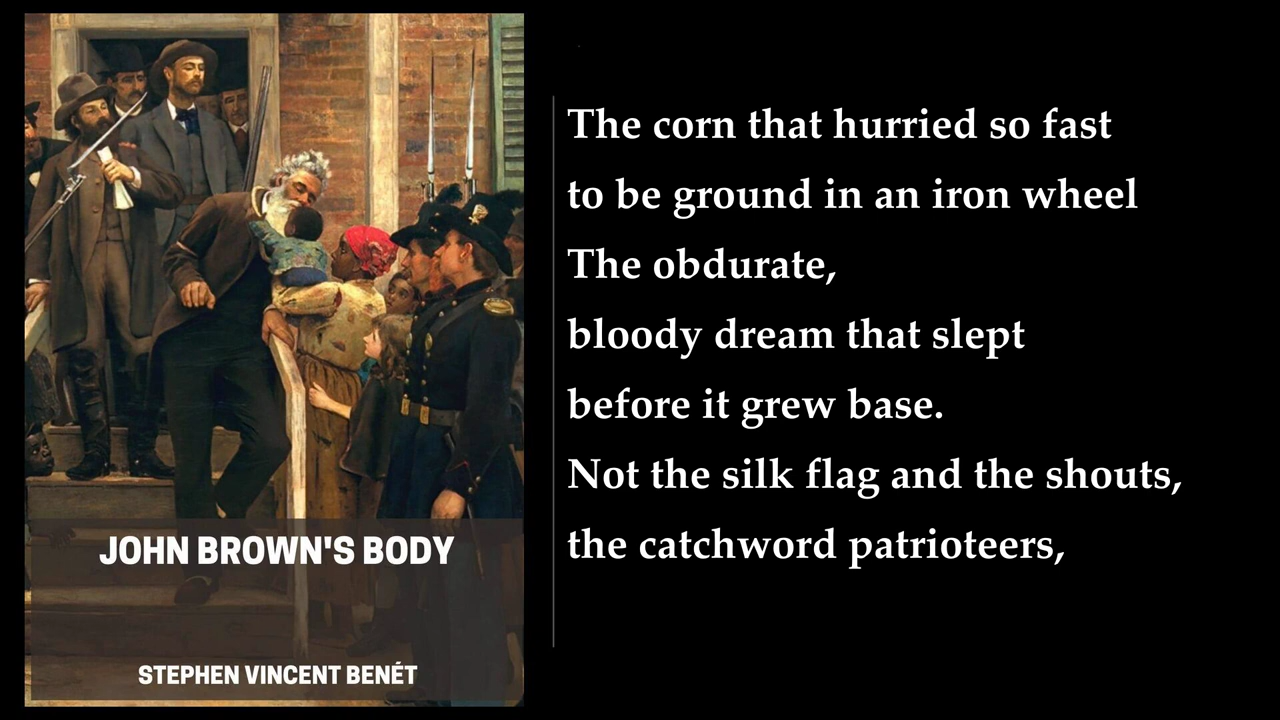 JOHN BROWN'S BODY
STEPHEN VINCENT BENÉT
The corn that hurried so fast
to be ground in an iron wheel
The obdurate,
bloody dream that slept
before it grew base.
Not the silk flag and the shouts,
the catchword patrioteers,